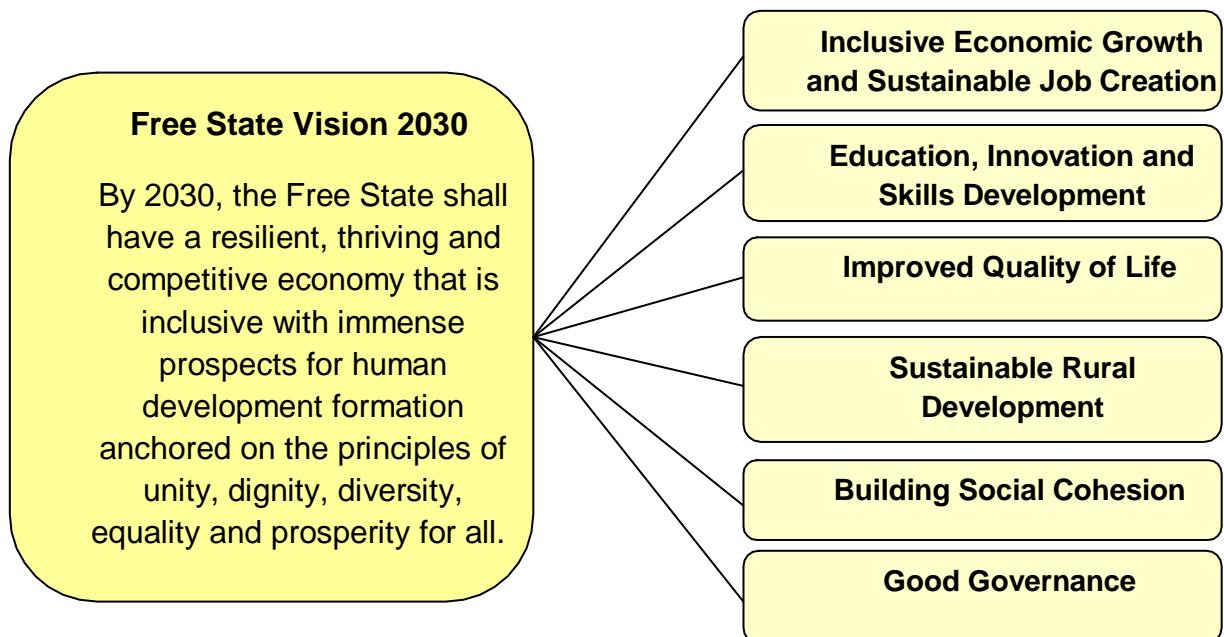 Free State Vision 2030
By 2030, the Free State shall
have a resilient, thriving and
competitive economy that is
inclusive with immense
prospects for human
development formation
anchored on the principles of
unity, dignity, diversity,
equality and prosperity for all.
Inclusive Economic Growth
and Sustainable Job Creation
Education, Innovation and
Skills Development
Improved Quality of Life
Sustainable Rural
Development
Building Social Cohesion
Good Governance